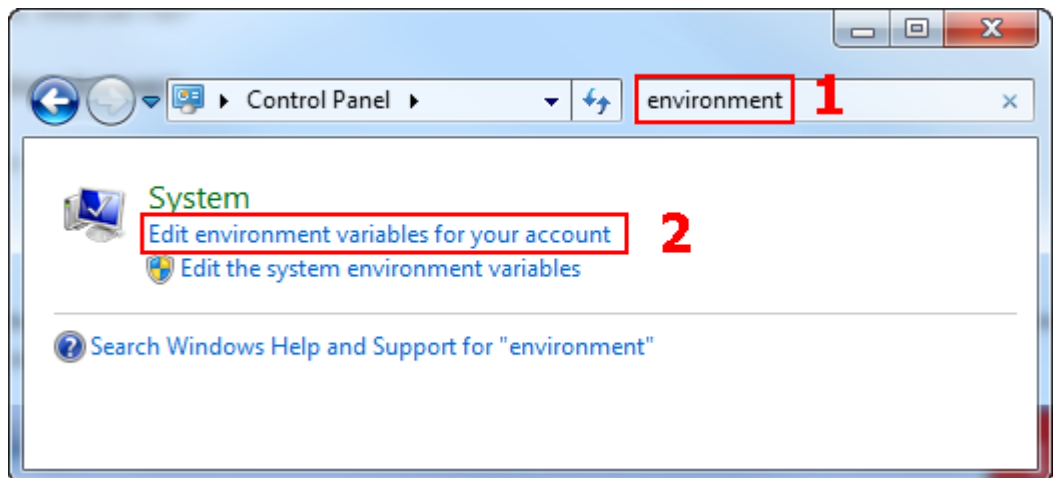 Control Panel
environment
1
System
Edit environment variables for your account
2
Edit the system environment variables
Search Windows Help and Support for "environment"